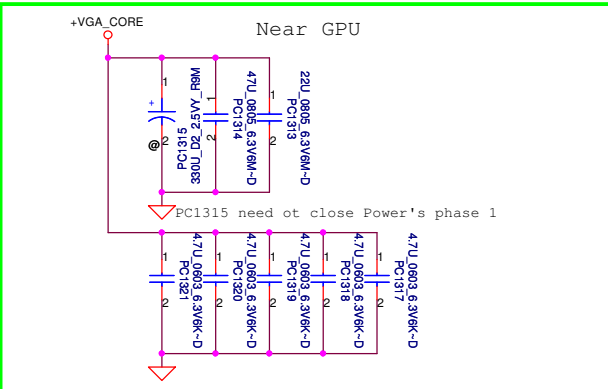 +VGA_CORE
Near GPU
1
1
1
+
@
2
2
2
PC1315
330U_D2_2.5VY_R9M
PC1314
47U_0805_6.3V6M~D
PC1313
22U_0805_6.3V6M~D
PC1315 need ot close Power's phase 1
1
1
1
1
1
2
2
2
2
2
PC1321
4.7U_0603_6.3V6K~D
PC1320
4.7U_0603_6.3V6K~D
PC1319
4.7U_0603_6.3V6K~D
PC1318
4.7U_0603_6.3V6K~D
PC1317
4.7U_0603_6.3V6K~D